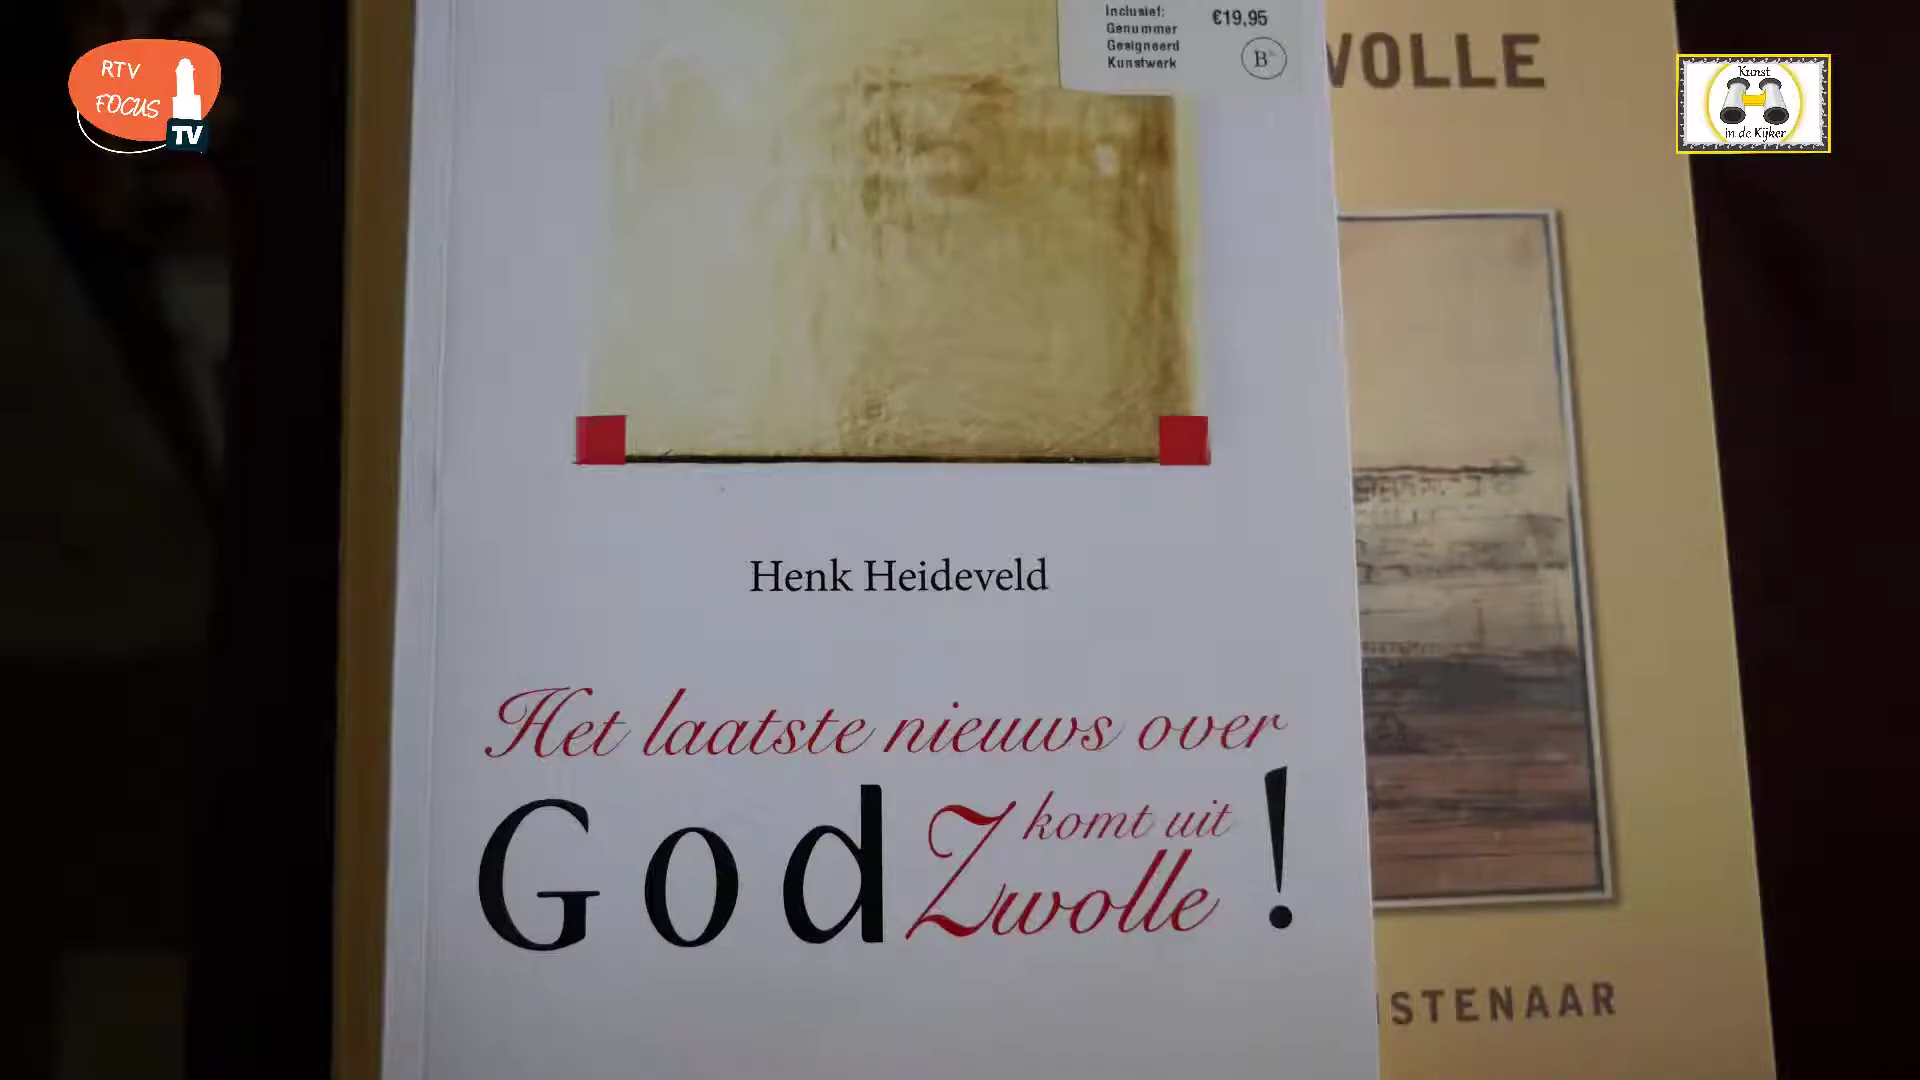 RTV
FOCUS
TV
Inclusief:
Genummer
Gesigneerd
Kunstwerk
€19,95
B
VOLLE
Kunst
in de Kijker
Henk Heideveld
Het laatste nieuws over
God komt uit
Zwolle!
ISTENAAR